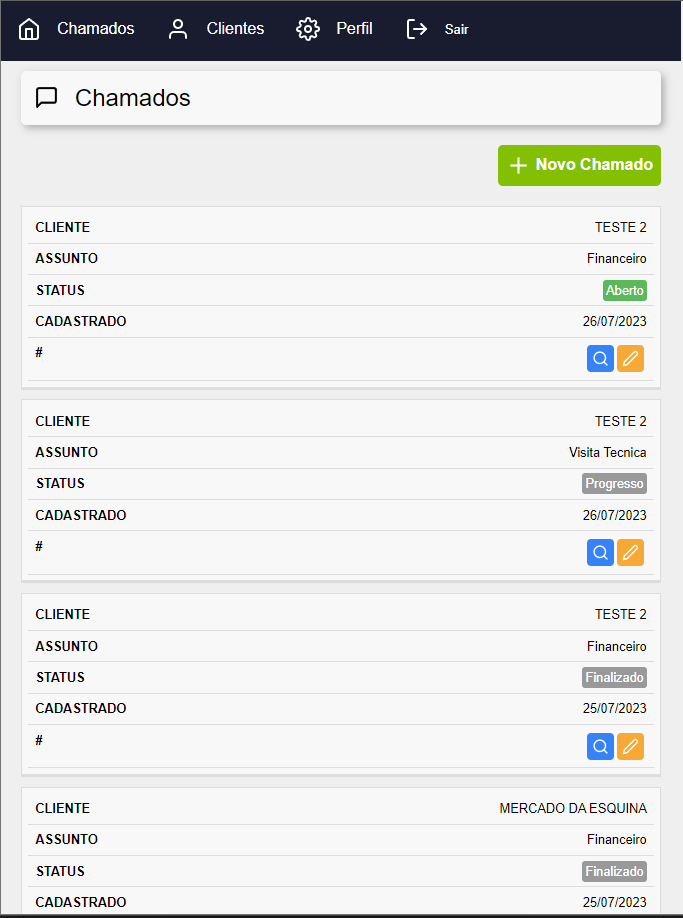 Chamados Clientes Perfil Sair
Chamados
Novo Chamado
CLIENTE TESTE 2
ASSUNTO Financeiro
STATUS Aberto
CADASTRADO 26/07/2023
#
CLIENTE TESTE 2
ASSUNTO Visita Tecnica
STATUS Progresso
CADASTRADO 26/07/2023
#
CLIENTE TESTE 2
ASSUNTO Financeiro
STATUS Finalizado
CADASTRADO 25/07/2023
#
CLIENTE MERCADO DA ESQUINA
ASSUNTO Financeiro
STATUS Finalizado
CADASTRADO 25/07/2023